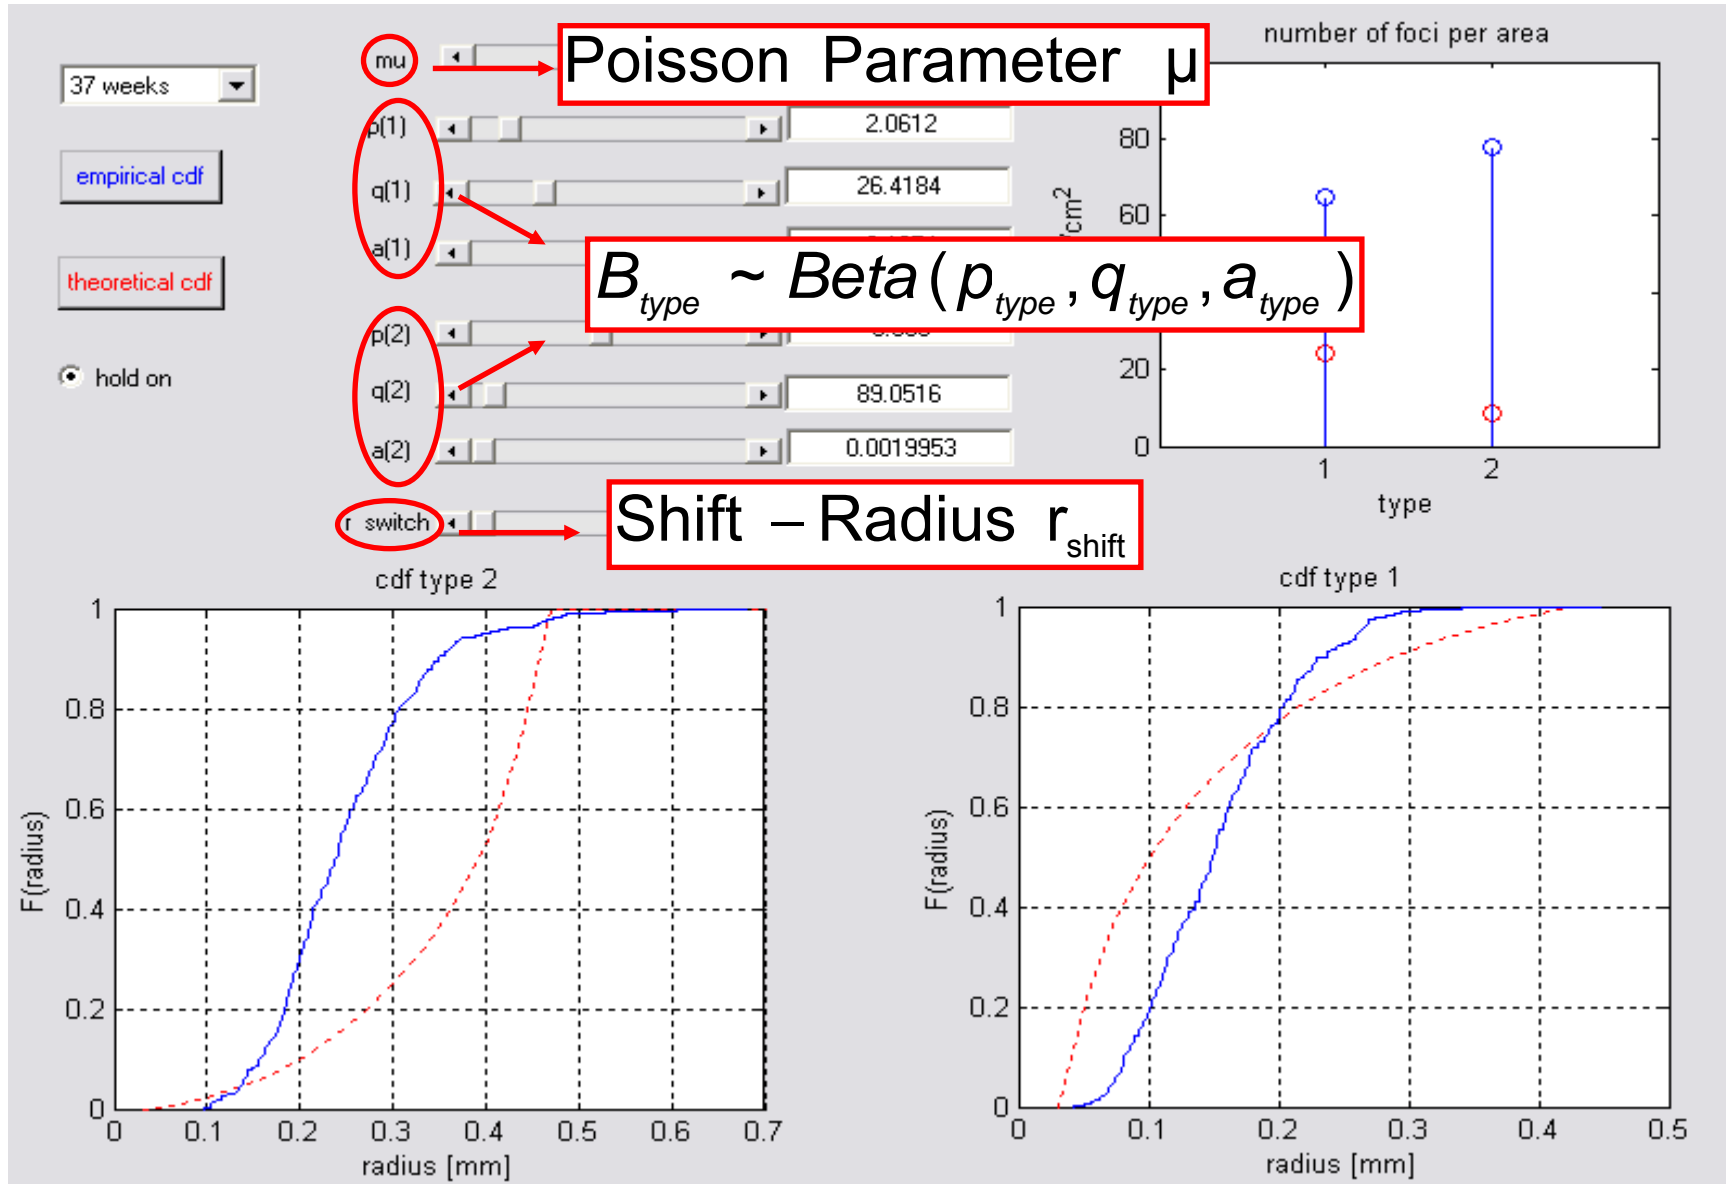 37 weeks
empirical cdf
theoretical cdf
hold on
mu
Poisson Parameter μ
p(1)
2.0612
q(1)
26.4184
a(1)
B_type ~ Beta(p_type, q_type, a_type)
p(2)
q(2)
89.0516
a(2)
0.0019953
r switch
Shift – Radius r_shift
number of foci per area
80
60
20
0
/cm²
1 2
type
cdf type 2
1
0.8
0.6
0.4
0.2
0
F(radius)
0 0.1 0.2 0.3 0.4 0.5 0.6 0.7
radius [mm]
cdf type 1
1
0.8
0.6
0.4
0.2
0
F(radius)
0 0.1 0.2 0.3 0.4 0.5
radius [mm]